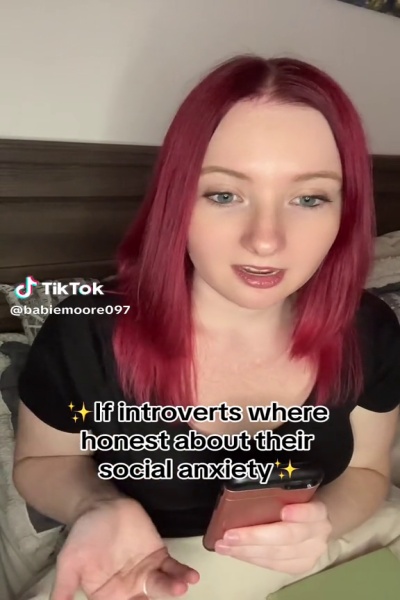 TikTok
@babiemoore097
✨If introverts where
honest about their
social anxiety✨